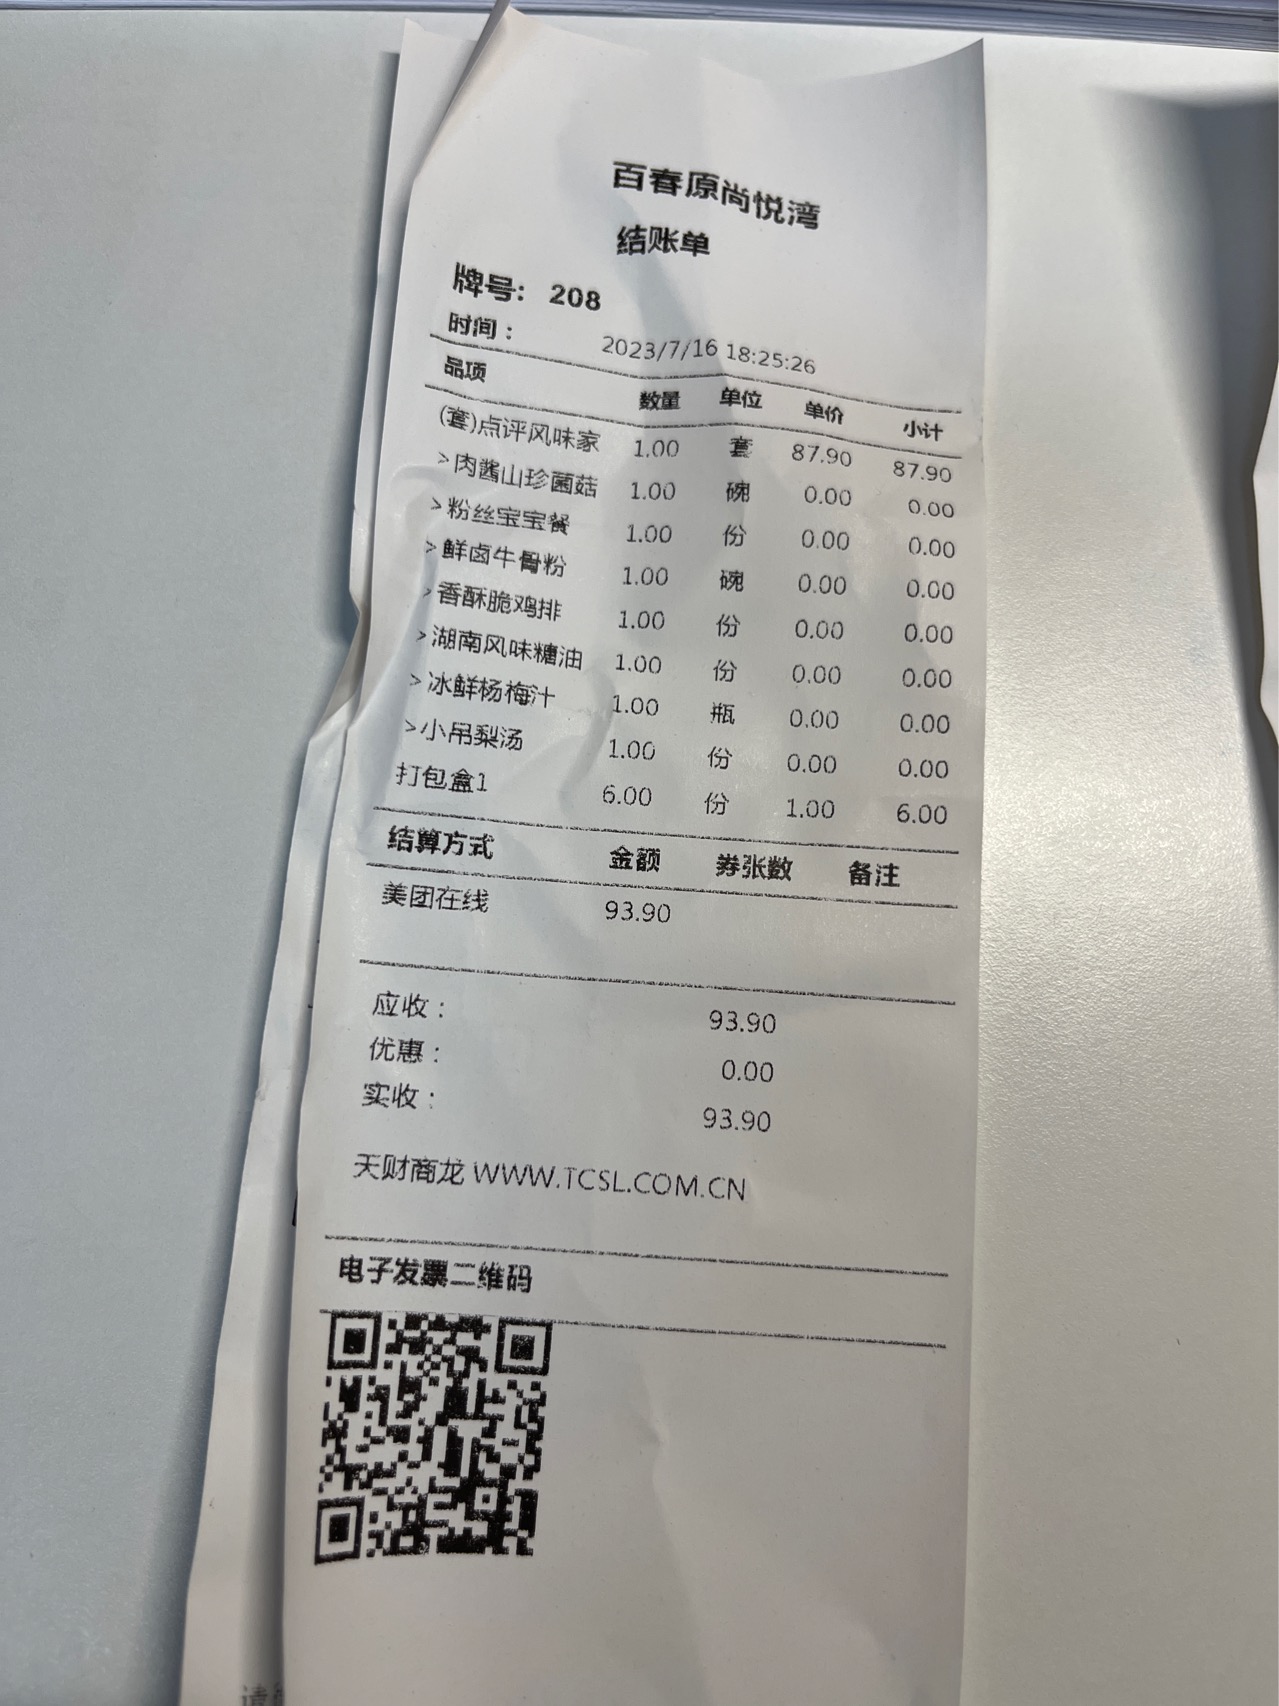 百春原尚悦湾
结账单
牌号： 208
时间： 2023/7/16 18:25:26
品项 数量 单位 单价 小计
(套)点评风味家 1.00 套 87.90 87.90
>肉酱山珍菌菇 1.00 碗 0.00 0.00
>粉丝宝宝餐 1.00 份 0.00 0.00
>鲜卤牛骨粉 1.00 碗 0.00 0.00
>香酥脆鸡排 1.00 份 0.00 0.00
>湖南风味糖油 1.00 份 0.00 0.00
>冰鲜杨梅汁 1.00 瓶 0.00 0.00
>小吊梨汤 1.00 份 0.00 0.00
打包盒1 6.00 份 1.00 6.00
结算方式 金额 券张数 备注
美团在线 93.90
应收： 93.90
优惠： 0.00
实收： 93.90
天财商龙 WWW.TCSL.COM.CN
电子发票二维码
请